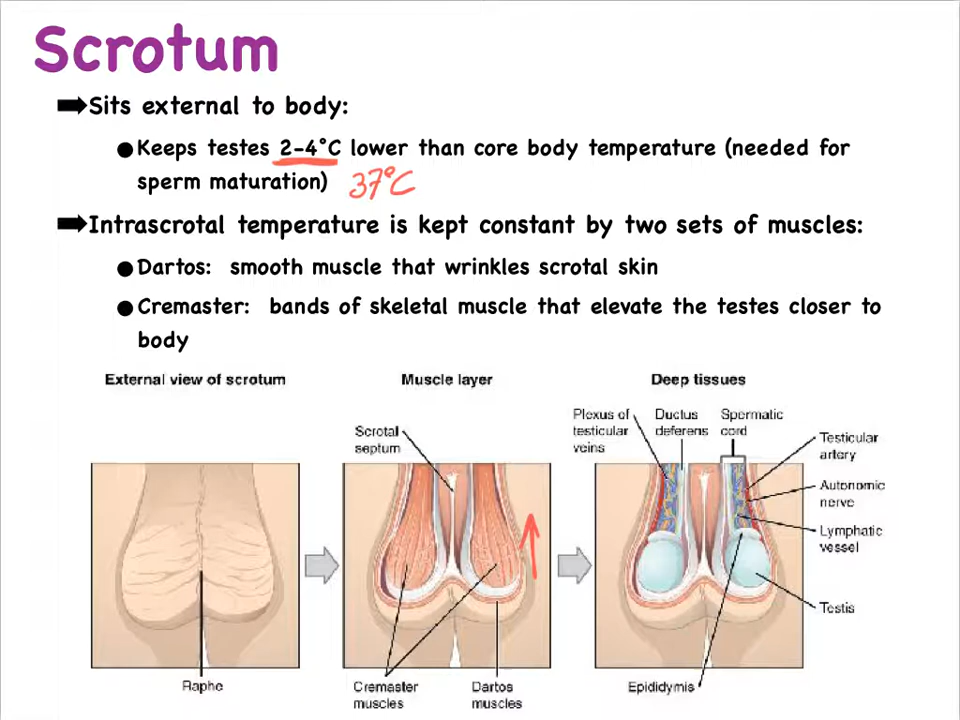 Scrotum
➡Sits external to body:
●Keeps testes 2-4°C lower than core body temperature (needed for
sperm maturation) 37°C
➡Intrascrotal temperature is kept constant by two sets of muscles:
●Dartos: smooth muscle that wrinkles scrotal skin
●Cremaster: bands of skeletal muscle that elevate the testes closer to
body
External view of scrotum
Muscle layer
Deep tissues
Scrotal
septum
Plexus of
testicular
veins
Ductus
deferens
Spermatic
cord
Testicular
artery
Autonomic
nerve
Lymphatic
vessel
Testis
Raphe
Cremaster
muscles
Dartos
muscles
Epididymis